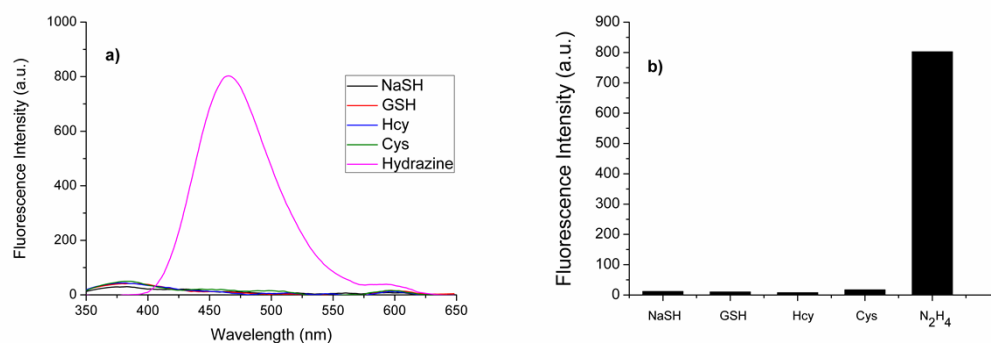 a)
Fluorescence Intensity (a.u.)
1000
800
600
400
200
0
NaSH
GSH
Hcy
Cys
Hydrazine
350 400 450 500 550 600 650
Wavelength (nm)
b)
Fluorescence Intensity (a.u.)
900
800
700
600
500
400
300
200
100
0
NaSH GSH Hcy Cys N₂H₄